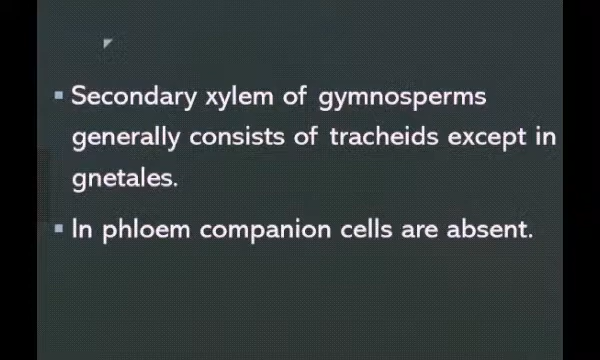 ▪ Secondary xylem of gymnosperms
generally consists of tracheids except in
gnetales.
▪ In phloem companion cells are absent.